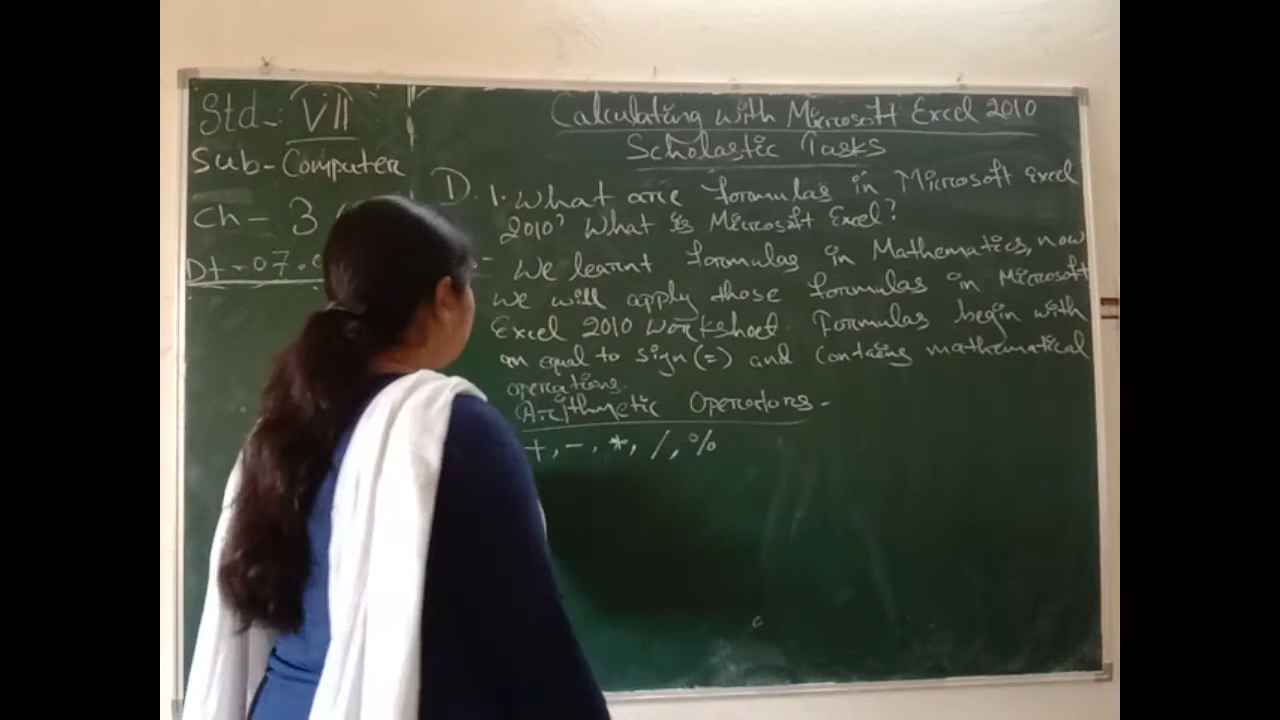 Std- VII
Sub-Computer
Ch- 3
Dt-07.
Calculating with Microsoft Excel 2010
Scholastic Tasks
D. 1. What are formulas in Microsoft Excel
2010? What is Microsoft Excel?
- We learnt formulas in Mathematics, now
we will apply those formulas in Microsoft
Excel 2010 worksheet. Formulas begin with
an equal to sign (=) and contains mathematical
operations.
Arithmetic Operators-
+, -, *, /, %